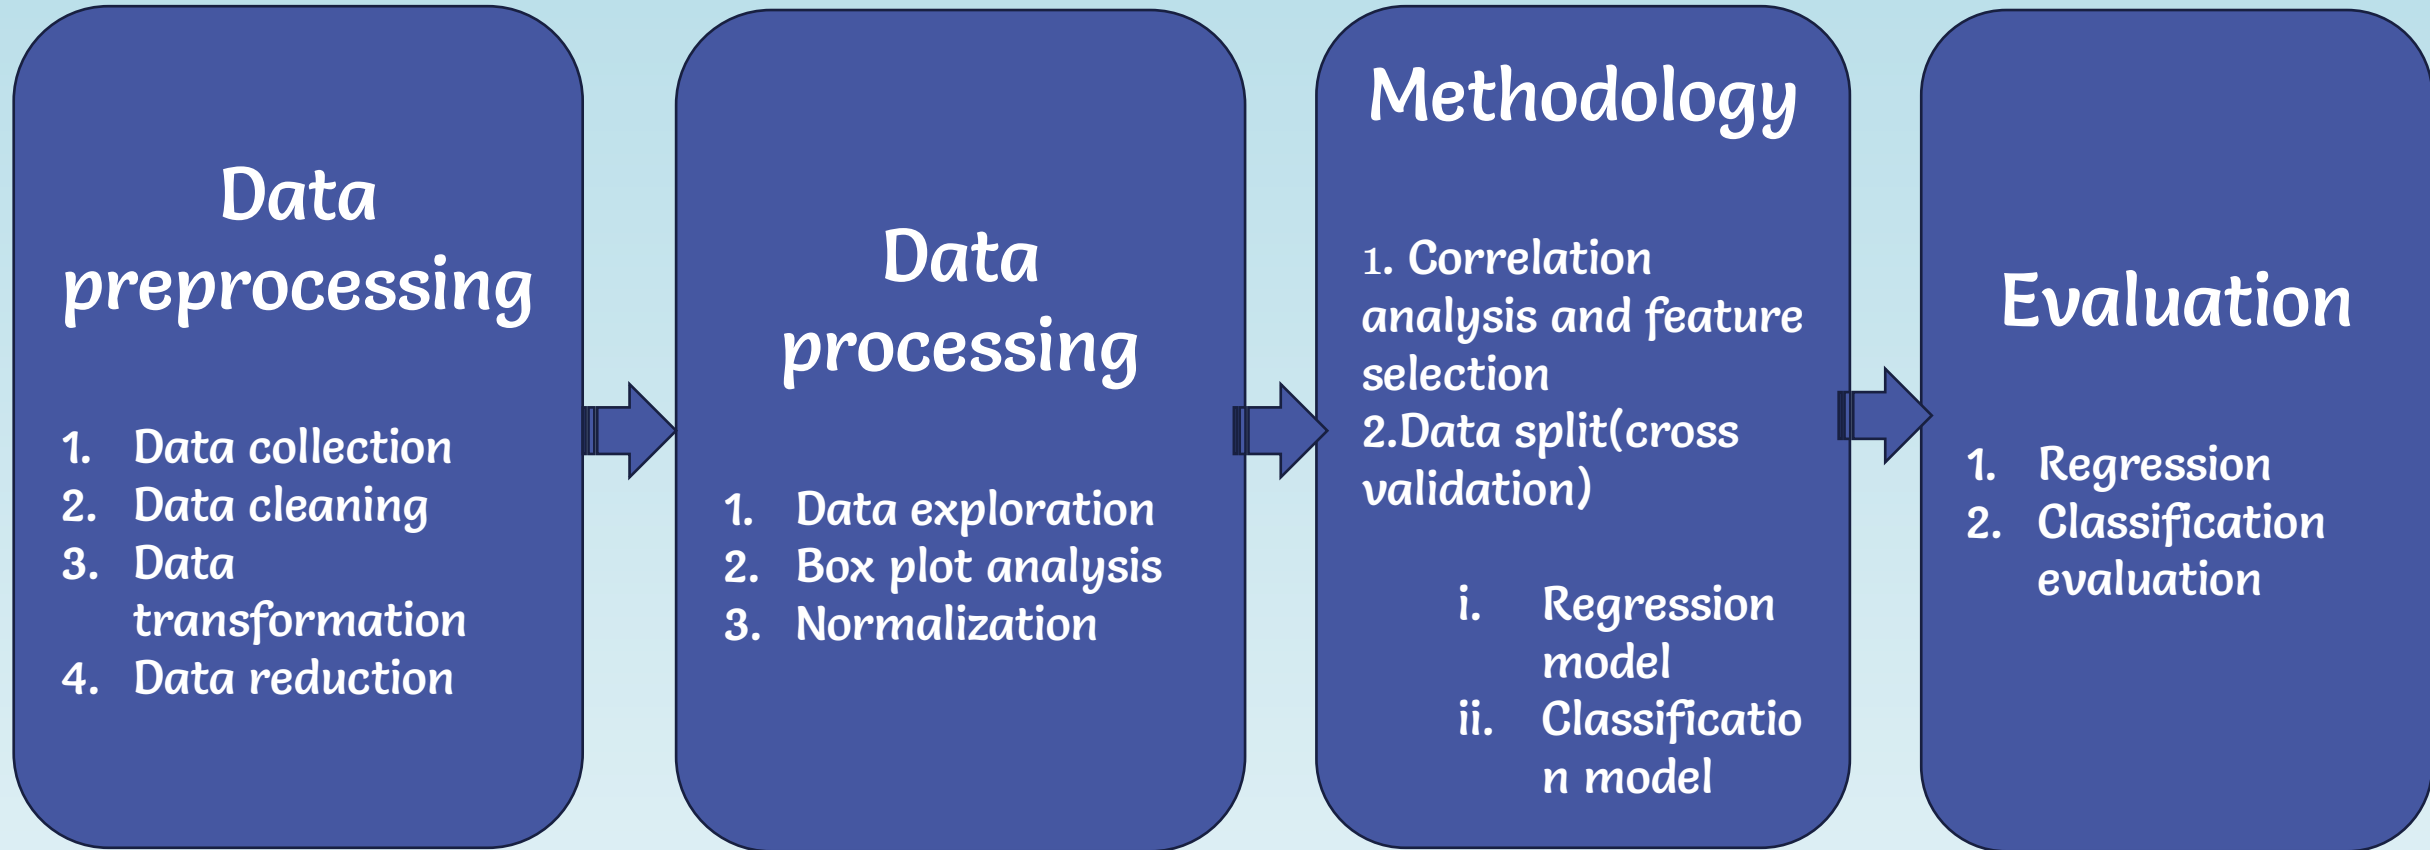 Data
preprocessing
1. Data collection
2. Data cleaning
3. Data
transformation
4. Data reduction
Data
processing
1. Data exploration
2. Box plot analysis
3. Normalization
Methodology
1. Correlation
analysis and feature
selection
2.Data split(cross
validation)
i. Regression
model
ii. Classificatio
n model
Evaluation
1. Regression
2. Classification
evaluation